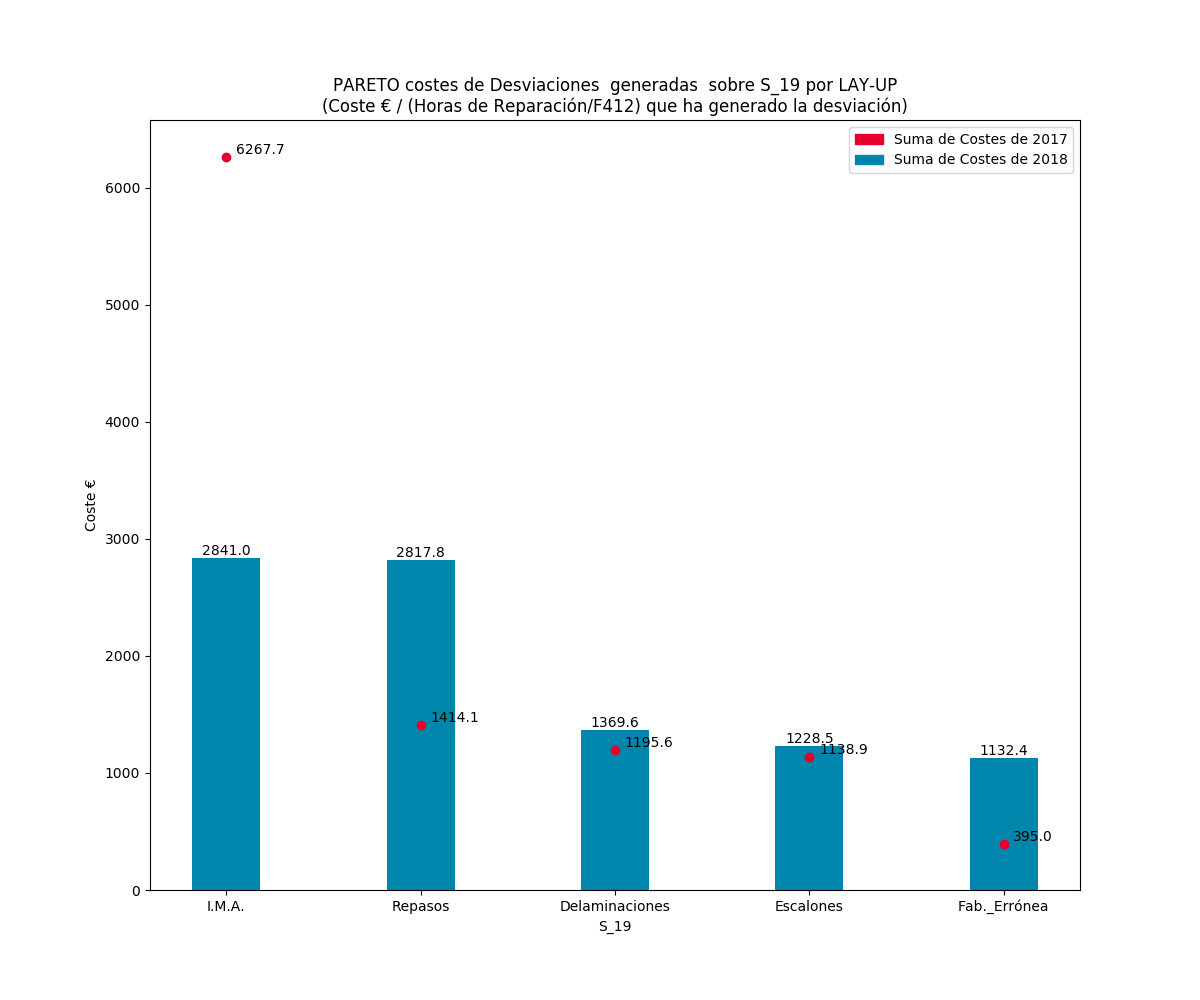 PARETO costes de Desviaciones  generadas  sobre S_19 por LAY-UP
(Coste € / (Horas de Reparación/F412) que ha generado la desviación)
Suma de Costes de 2017
Suma de Costes de 2018
6267.7
6000
5000
4000
Coste €
3000
2841.0
2817.8
2000
1414.1
1369.6
1195.6
1228.5
1138.9
1132.4
1000
395.0
0
I.M.A.
Repasos
Delaminaciones
Escalones
Fab._Errónea
S_19